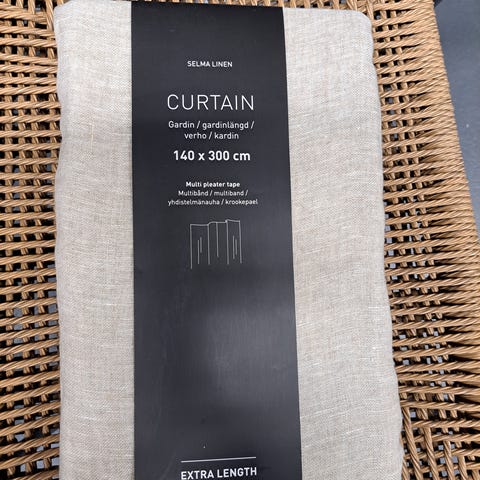 SELMA LINEN
CURTAIN
Gardin / gardinlängd /
verho / kardin
140 x 300 cm
Multi pleater tape
Multibånd / multiband /
yhdistelmänauha / krookepael
EXTRA LENGTH